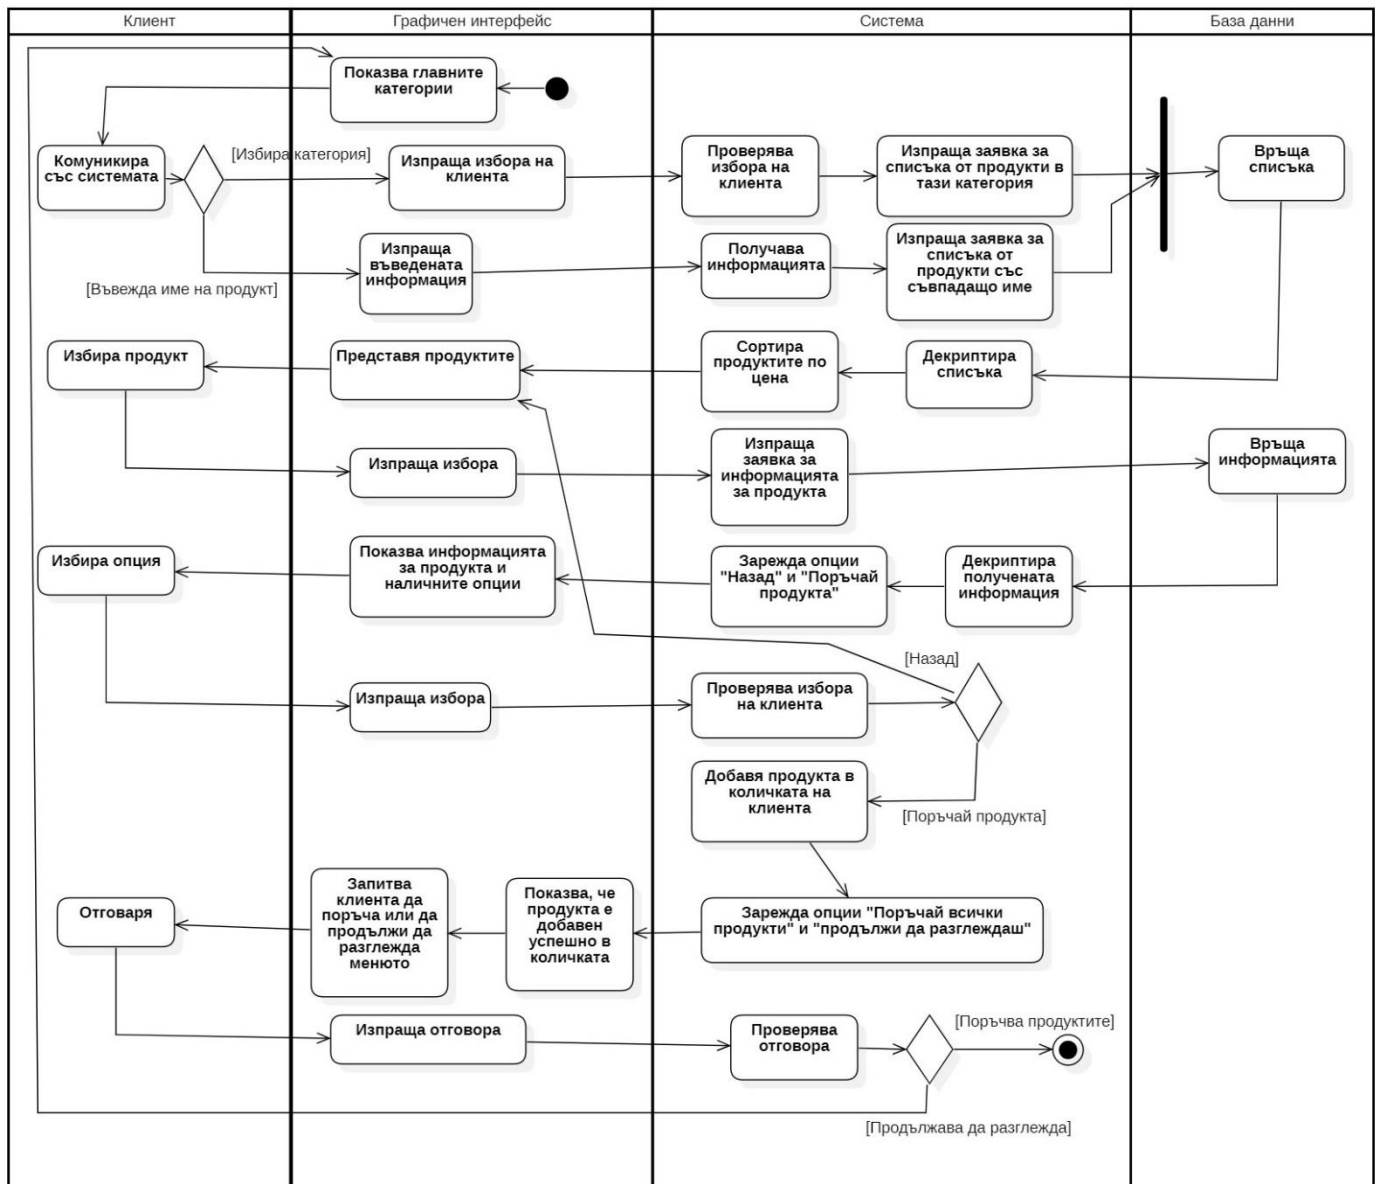 Клиент
Графичен интерфейс
Система
База данни
Показва главните
категории
Комуникира
със системата
[Избира категория]
Изпраща избора на
клиента
Проверява
избора на
клиента
Изпраща заявка за
списъка от продукти в
тази категория
Връща
списъка
[Въвежда име на продукт]
Изпраща
въведената
информация
Получава
информацията
Изпраща заявка за
списъка от
продукти със
съвпадащо име
Избира продукт
Представя продуктите
Сортира
продуктите по
цена
Декриптира
списъка
Изпраща избора
Изпраща
заявка за
информацията
за продукта
Връща
информацията
Избира опция
Показва информацията
за продукта и
наличните опции
Зарежда опции
"Назад" и "Поръчай
продукта"
Декриптира
получената
информация
[Назад]
Изпраща избора
Проверява избора
на клиента
Добавя продукта в
количката на
клиента
[Поръчай продукта]
Отговаря
Запитва
клиента да
поръча или да
продължи да
разглежда
менюто
Показва, че
продукта е
добавен
успешно в
количката
Зарежда опции "Поръчай всички
продукти" и "продължи да разглеждаш"
Изпраща отговора
Проверява
отговора
[Поръчва продуктите]
[Продължава да разглежда]